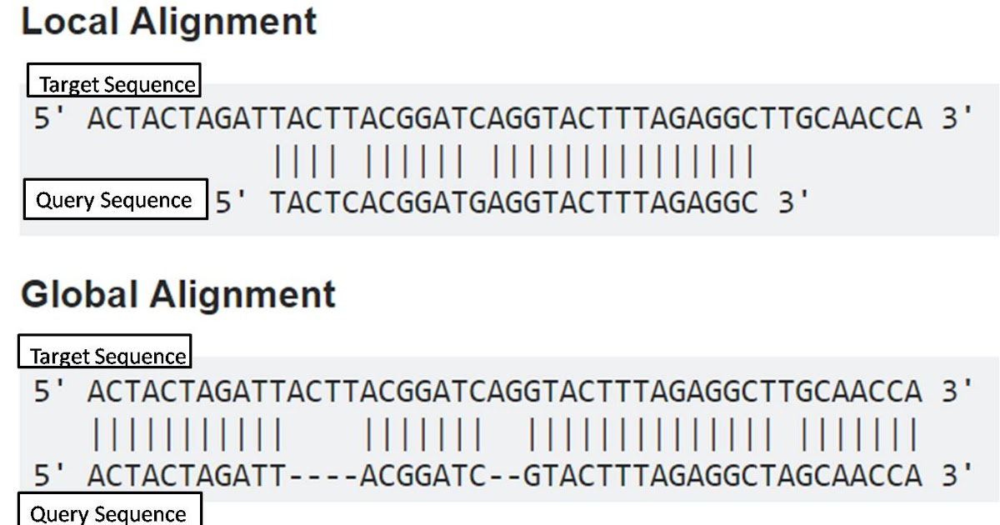 Local Alignment
Target Sequence
5' ACTACTAGATTACTTACGGATCAGGTACTTTAGAGGCTTGCAACCA 3'
|||| |||||| |||||||||||||||
Query Sequence 5' TACTCACGGATGAGGTACTTTAGAGGC 3'
Global Alignment
Target Sequence
5' ACTACTAGATTACTTACGGATCAGGTACTTTAGAGGCTTGCAACCA 3'
|||||||||||    |||||||  |||||||||||||| |||||||
5' ACTACTAGATT----ACGGATC--GTACTTTAGAGGCTAGCAACCA 3'
Query Sequence